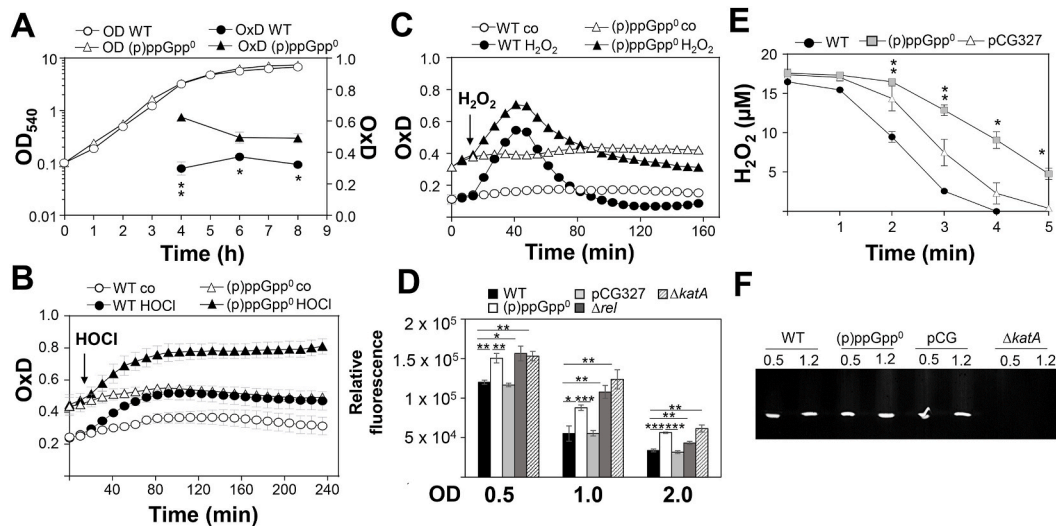 A
OD WT
OxD WT
OD (p)ppGpp⁰
OxD (p)ppGpp⁰
10
1
0.1
0.01
OD₅₄₀
1.0
0.8
0.6
0.4
0.2
0.0
OxD
**
*
*
0 1 2 3 4 5 6 7 8 9
Time (h)
B
WT co
(p)ppGpp⁰ co
WT HOCl
(p)ppGpp⁰ HOCl
HOCl
1.0
0.8
0.6
0.4
0.2
OxD
40 80 120 160 200 240
Time (min)
C
WT co
(p)ppGpp⁰ co
WT H₂O₂
(p)ppGpp⁰ H₂O₂
H₂O₂
1.0
0.8
0.6
0.4
0.2
0
OxD
0 40 80 120 160
Time (min)
D
WT
pCG327
ΔkatA
(p)ppGpp⁰
Δrel
2 x 10⁵
1.5 x 10⁵
1 x 10⁵
5 x 10⁴
Relative
fluorescence
**
*
** **
**
**
* ***
**
**
******
OD 0.5 1.0 2.0
E
WT
(p)ppGpp⁰
pCG327
20
15
10
5
H₂O₂ (µM)
**
**
*
*
1 2 3 4 5
Time (min)
F
WT (p)ppGpp⁰ pCG ΔkatA
0.5 1.2 0.5 1.2 0.5 1.2 0.5 1.2